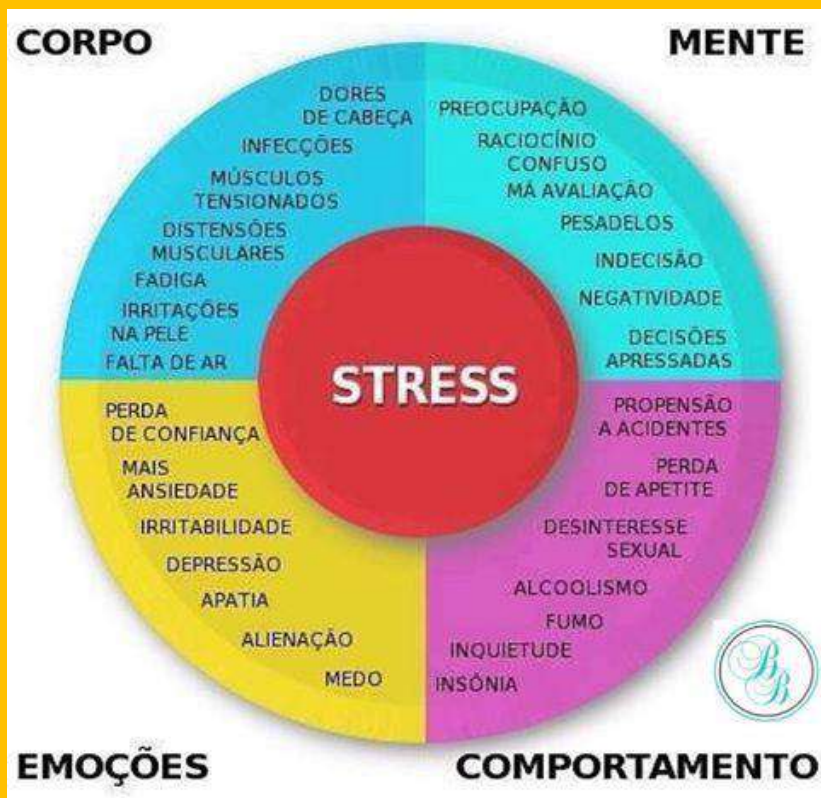 CORPO
MENTE
DORES
DE CABEÇA
INFECÇÕES
MÚSCULOS
TENSIONADOS
DISTENSÕES
MUSCULARES
FADIGA
IRRITAÇÕES
NA PELE
FALTA DE AR
PREOCUPAÇÃO
RACIOCÍNIO
CONFUSO
MÁ AVALIAÇÃO
PESADELOS
INDECISÃO
NEGATIVIDADE
DECISÕES
APRESSADAS
STRESS
PERDA
DE CONFIANÇA
MAIS
ANSIEDADE
IRRITABILIDADE
DEPRESSÃO
APATIA
ALIENAÇÃO
MEDO
PROPENSÃO
A ACIDENTES
PERDA
DE APETITE
DESINTERESSE
SEXUAL
ALCOOLISMO
FUMO
INQUIETUDE
INSÔNIA
BB
EMOÇÕES
COMPORTAMENTO